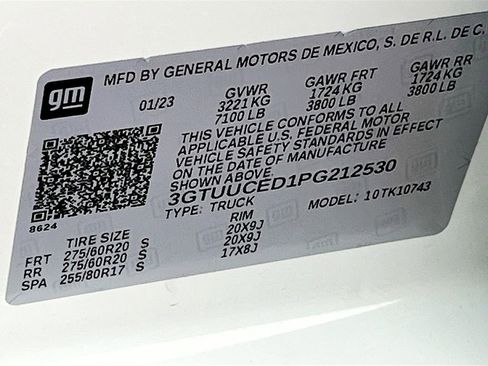 gm
MFD BY GENERAL MOTORS DE MEXICO, S. DE R.L. DE C.
01/23 GVWR GAWR FRT GAWR RR
3221 KG 1724 KG 1724 KG
7100 LB 3800 LB 3800 LB
THIS VEHICLE CONFORMS TO ALL
APPLICABLE U.S. FEDERAL MOTOR
VEHICLE SAFETY STANDARDS IN EFFECT
ON THE DATE OF MANUFACTURE
SHOWN ABOVE.
3GTUUCED1PG212530
TYPE: TRUCK MODEL: 10TK10743
8624
TIRE SIZE RIM
FRT 275/60R20 S 20X9J
RR 275/60R20 S 20X9J
SPA 255/80R17 S 17X8J